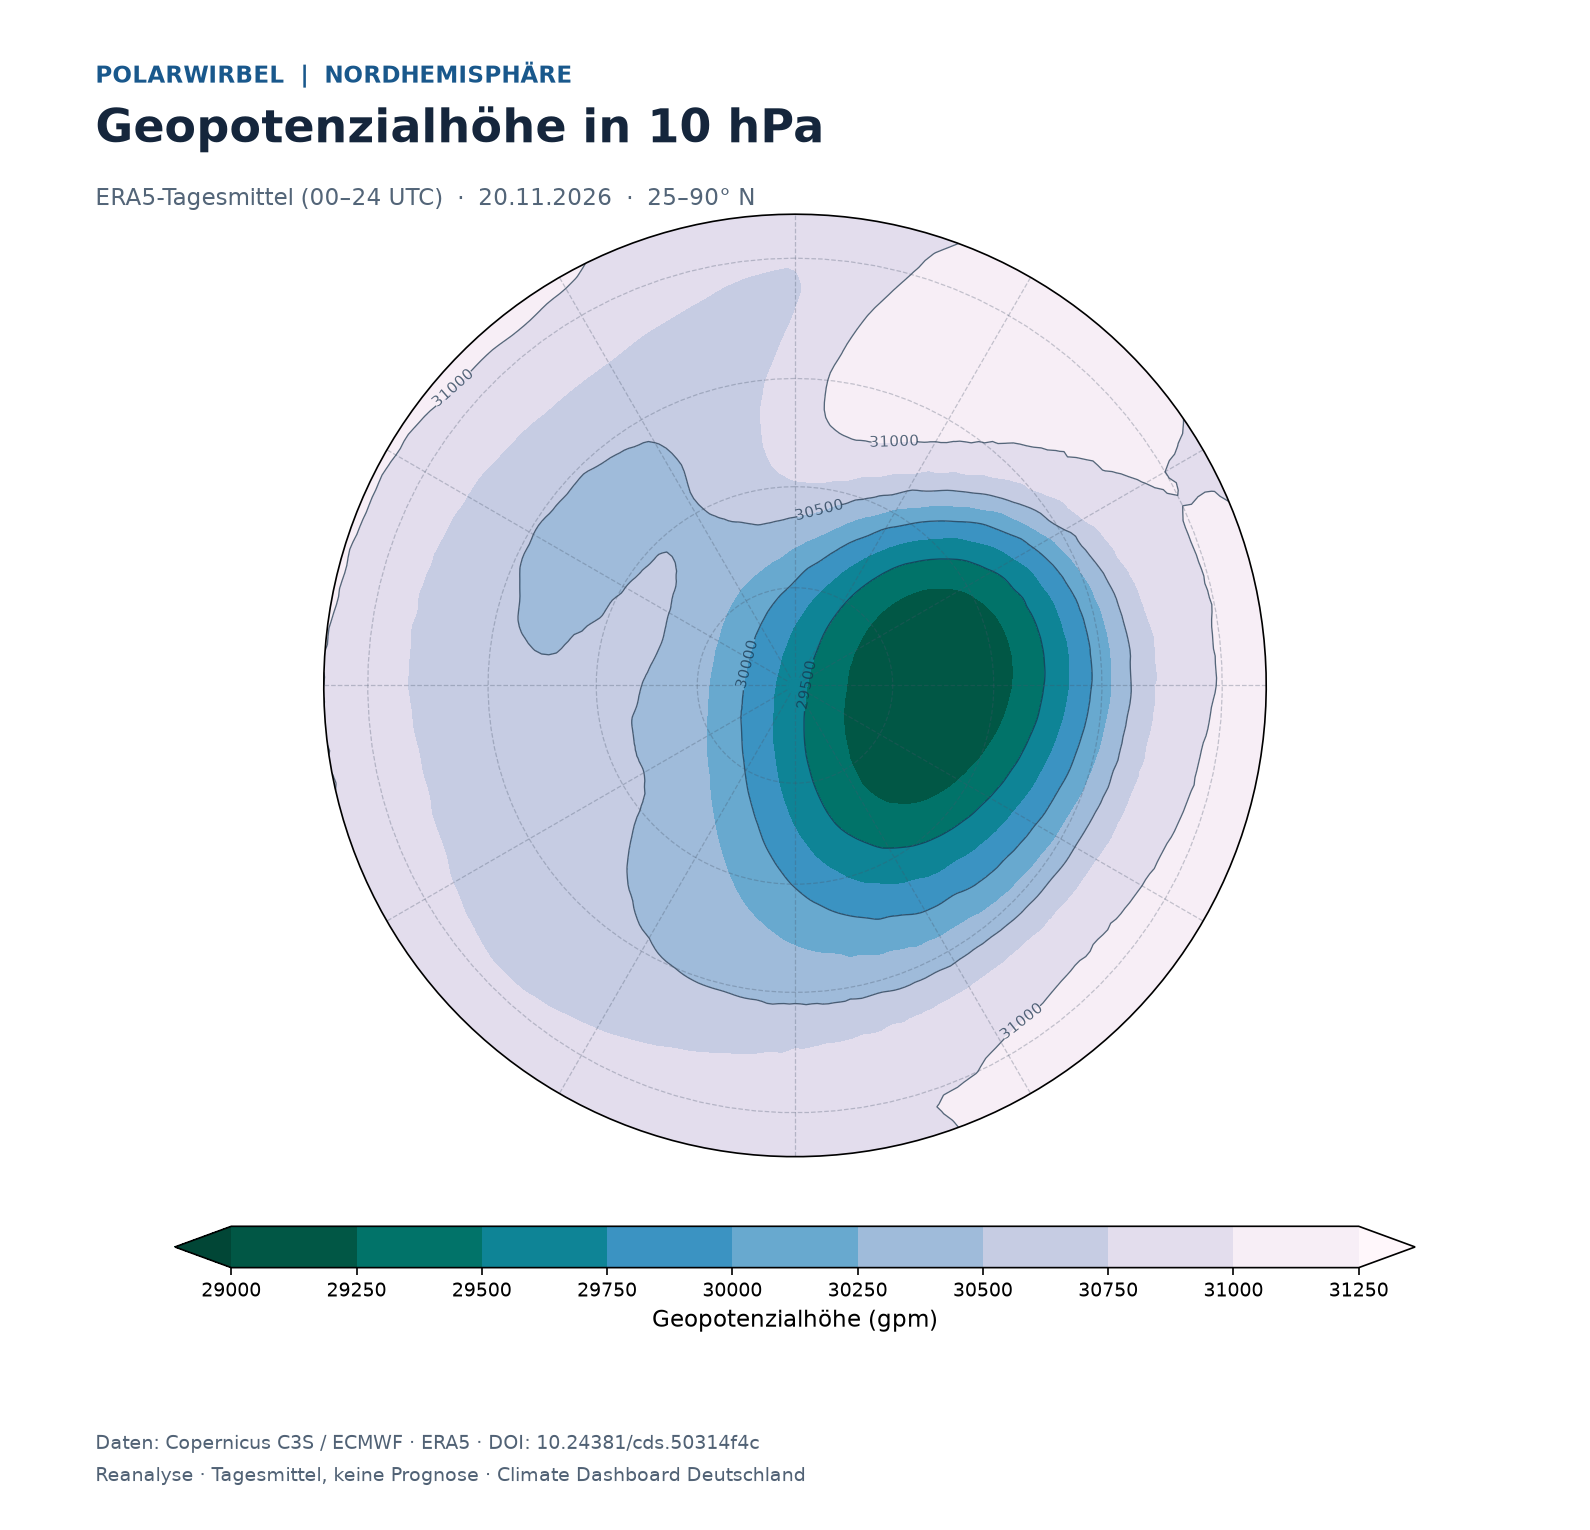 POLARWIRBEL | NORDHEMISPHÄRE
Geopotenzialhöhe in 10 hPa
ERA5-Tagesmittel (00–24 UTC) · 20.11.2026 · 25–90° N
31000
31000
30500
30000
29500
31000
29000 29250 29500 29750 30000 30250 30500 30750 31000 31250
Geopotenzialhöhe (gpm)
Daten: Copernicus C3S / ECMWF · ERA5 · DOI: 10.24381/cds.50314f4c
Reanalyse · Tagesmittel, keine Prognose · Climate Dashboard Deutschland